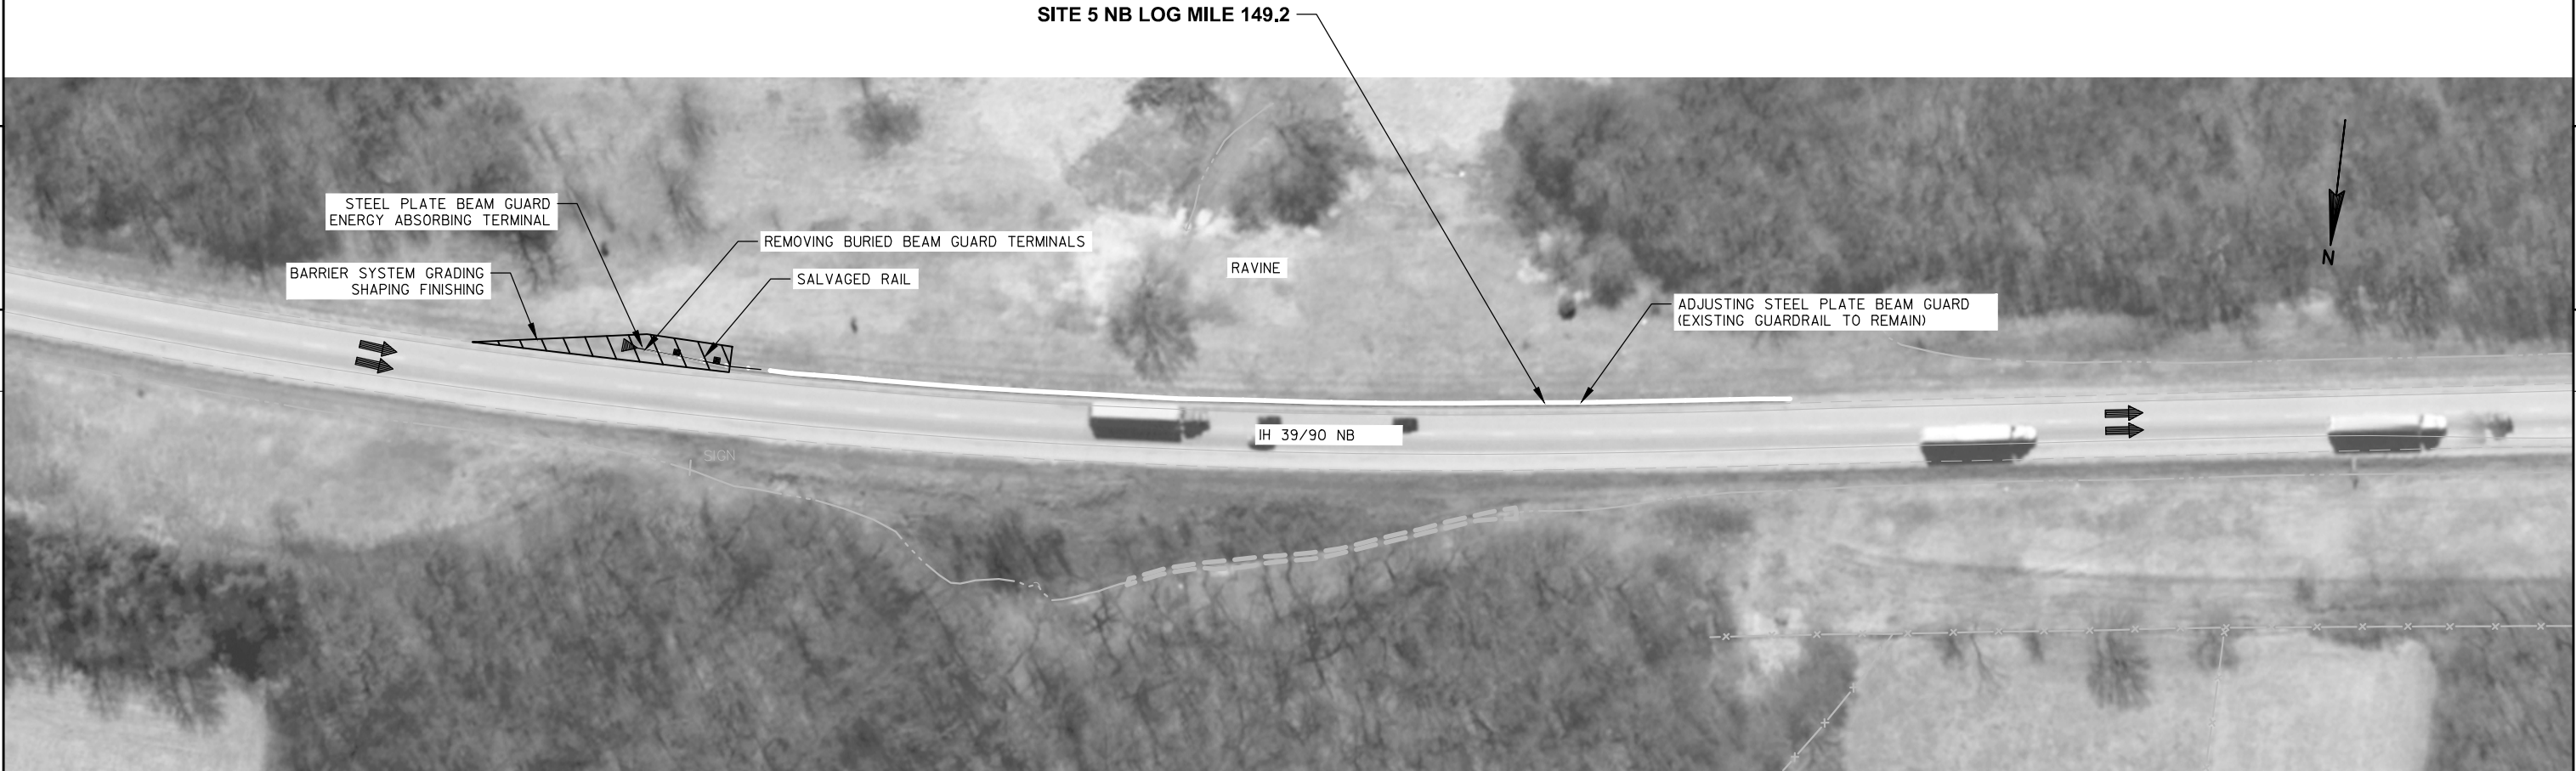 SITE 5 NB LOG MILE 149.2
STEEL PLATE BEAM GUARD
ENERGY ABSORBING TERMINAL
REMOVING BURIED BEAM GUARD TERMINALS
BARRIER SYSTEM GRADING
SHAPING FINISHING
SALVAGED RAIL
RAVINE
N
ADJUSTING STEEL PLATE BEAM GUARD
(EXISTING GUARDRAIL TO REMAIN)
IH 39/90 NB
SIGN